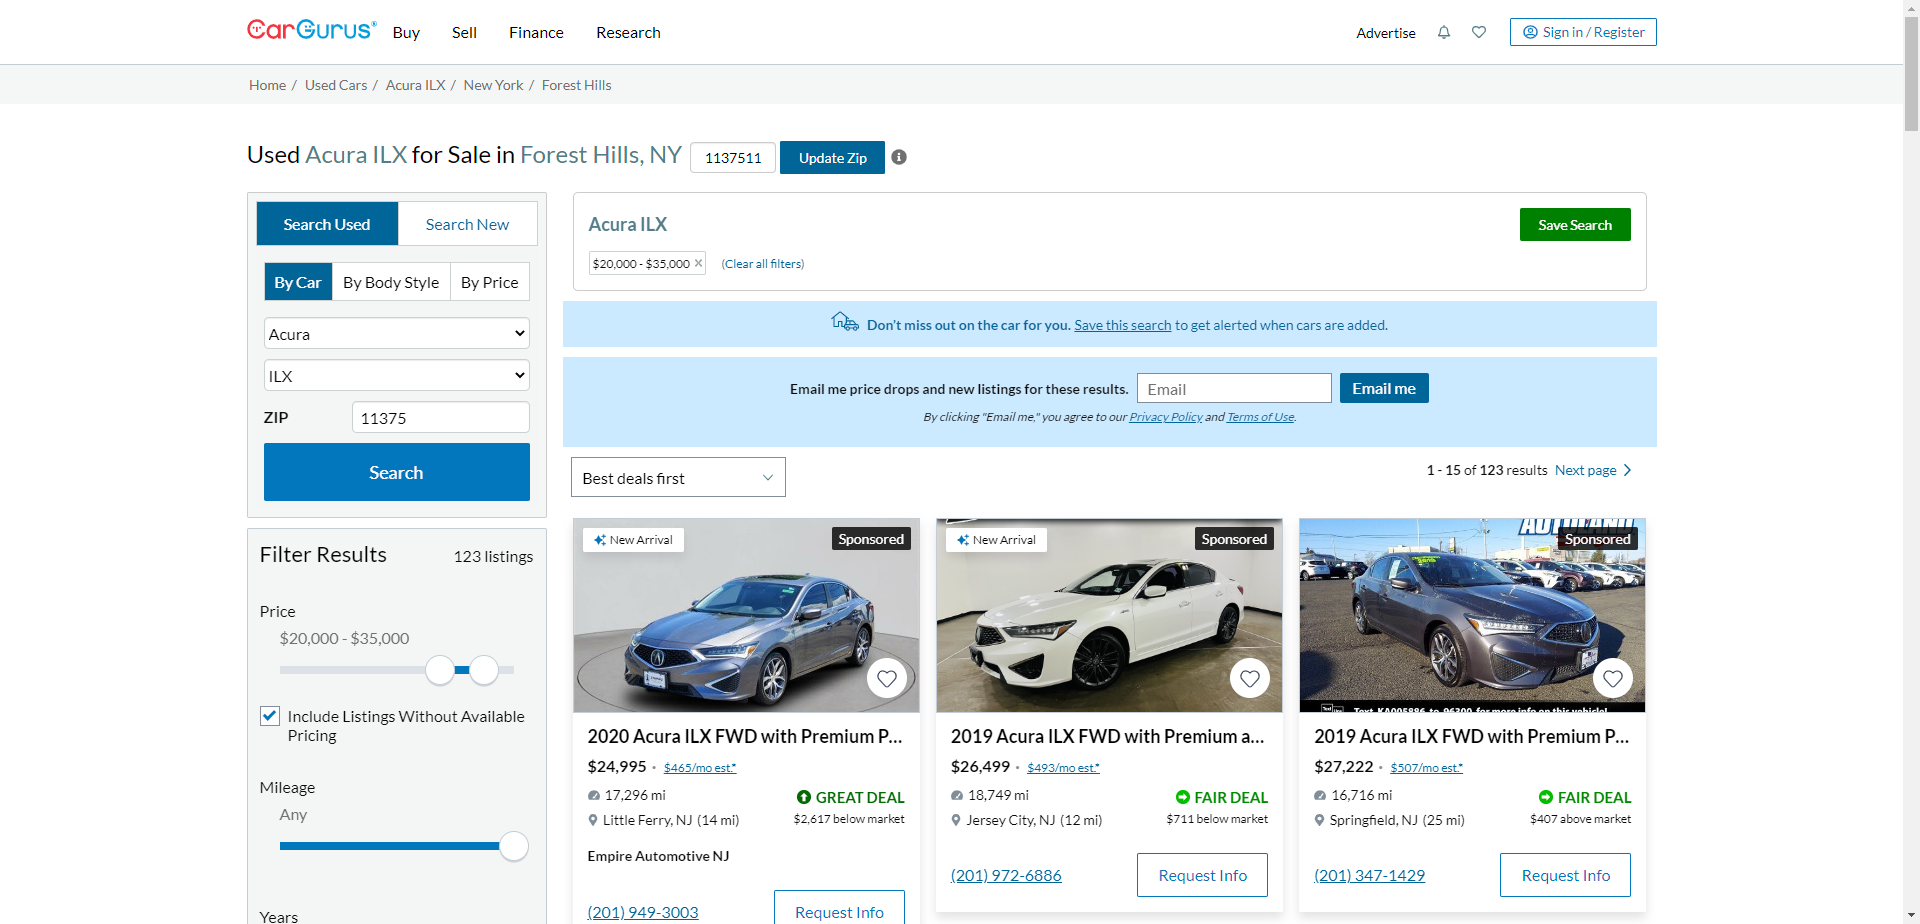 CarGurus
Buy
Sell
Finance
Research
Advertise
Sign in / Register
Home / Used Cars / Acura ILX / New York / Forest Hills
Used Acura ILX for Sale in Forest Hills, NY
1137511
Update Zip
Search Used
Search New
By Car
By Body Style
By Price
Acura
ILX
ZIP
11375
Search
Acura ILX
Save Search
$20,000 - $35,000
(Clear all filters)
Don't miss out on the car for you. Save this search to get alerted when cars are added.
Email me price drops and new listings for these results.
Email
Email me
By clicking "Email me," you agree to our Privacy Policy and Terms of Use.
Best deals first
1 - 15 of 123 results
Next page
Filter Results
123 listings
Price
$20,000 - $35,000
Include Listings Without Available
Pricing
Mileage
Any
Years
New Arrival
Sponsored
2020 Acura ILX FWD with Premium P...
$24,995 · $465/mo est.*
17,296 mi
GREAT DEAL
Little Ferry, NJ (14 mi)
$2,617 below market
Empire Automotive NJ
(201) 949-3003
Request Info
New Arrival
Sponsored
2019 Acura ILX FWD with Premium a...
$26,499 · $493/mo est.*
18,749 mi
FAIR DEAL
Jersey City, NJ (12 mi)
$711 below market
(201) 972-6886
Request Info
AUTOLAND
Sponsored
Text KA005886 to 96300 for more info on this vehicle!
2019 Acura ILX FWD with Premium P...
$27,222 · $507/mo est.*
16,716 mi
FAIR DEAL
Springfield, NJ (25 mi)
$407 above market
(201) 347-1429
Request Info